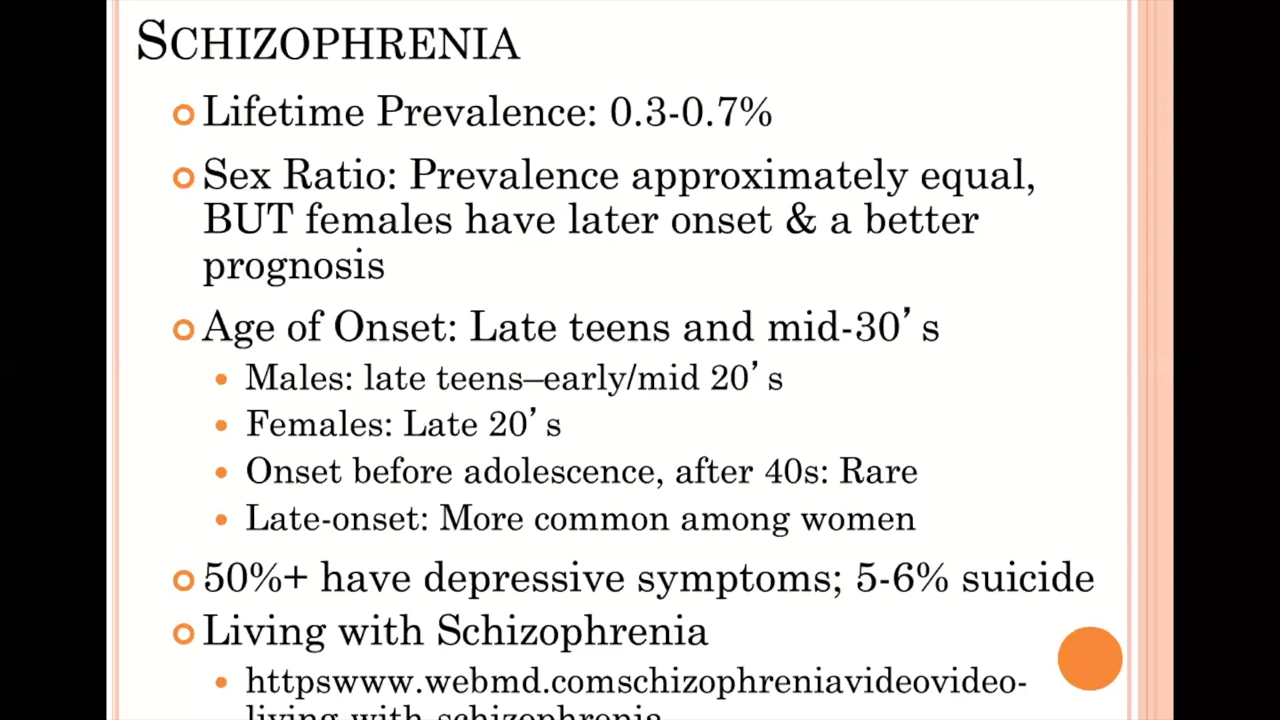 SCHIZOPHRENIA
Lifetime Prevalence: 0.3-0.7%
Sex Ratio: Prevalence approximately equal,
BUT females have later onset & a better
prognosis
Age of Onset: Late teens and mid-30’s
Males: late teens–early/mid 20’s
Females: Late 20’s
Onset before adolescence, after 40s: Rare
Late-onset: More common among women
50%+ have depressive symptoms; 5-6% suicide
Living with Schizophrenia
httpswww.webmd.comschizophreniavideovideo-
living-with-schizophrenia